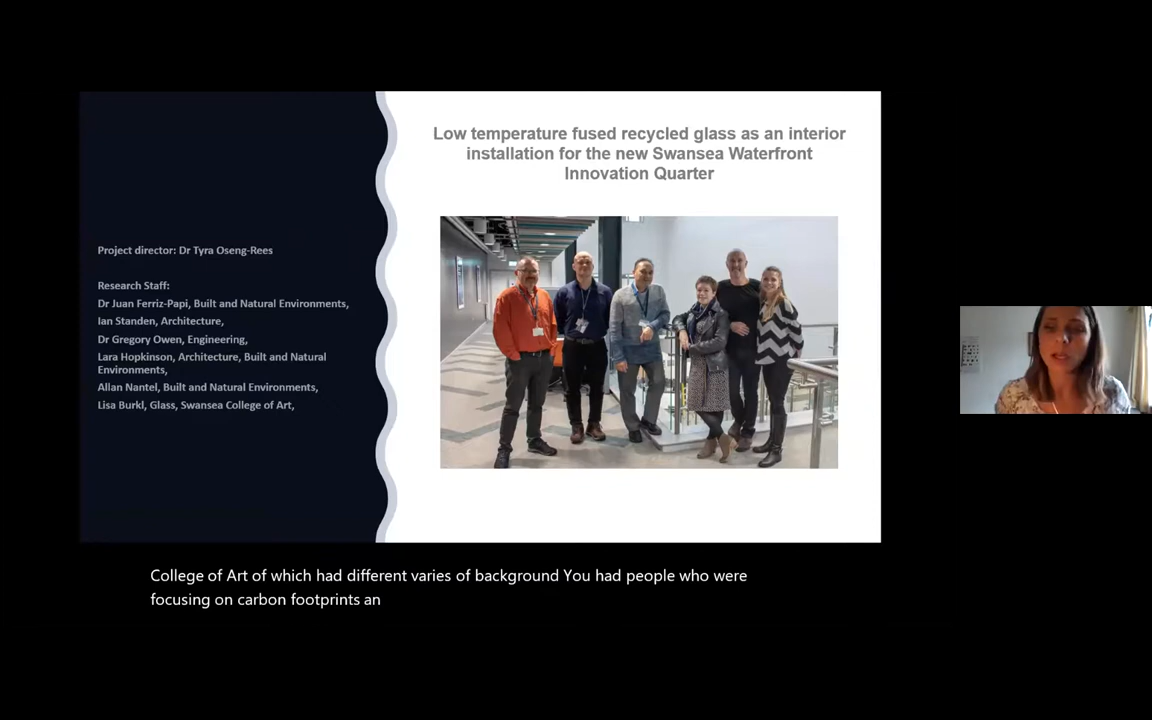 Low temperature fused recycled glass as an interior
installation for the new Swansea Waterfront
Innovation Quarter
Project director: Dr Tyra Oseng-Rees
Research Staff:
Dr Juan Ferriz-Papi, Built and Natural Environments,
Ian Standen, Architecture,
Dr Gregory Owen, Engineering,
Lara Hopkinson, Architecture, Built and Natural
Environments,
Allan Nantel, Built and Natural Environments,
Lisa Burkl, Glass, Swansea College of Art,
College of Art of which had different varies of background You had people who were
focusing on carbon footprints an